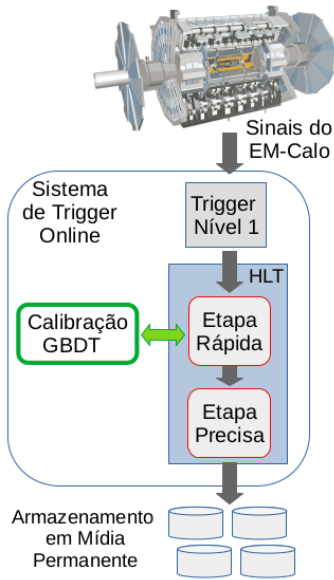 Sinais do
EM-Calo
Sistema
de Trigger
Online
Trigger
Nível 1
HLT
Calibração
GBDT
Etapa
Rápida
Etapa
Precisa
Armazenamento
em Mídia
Permanente